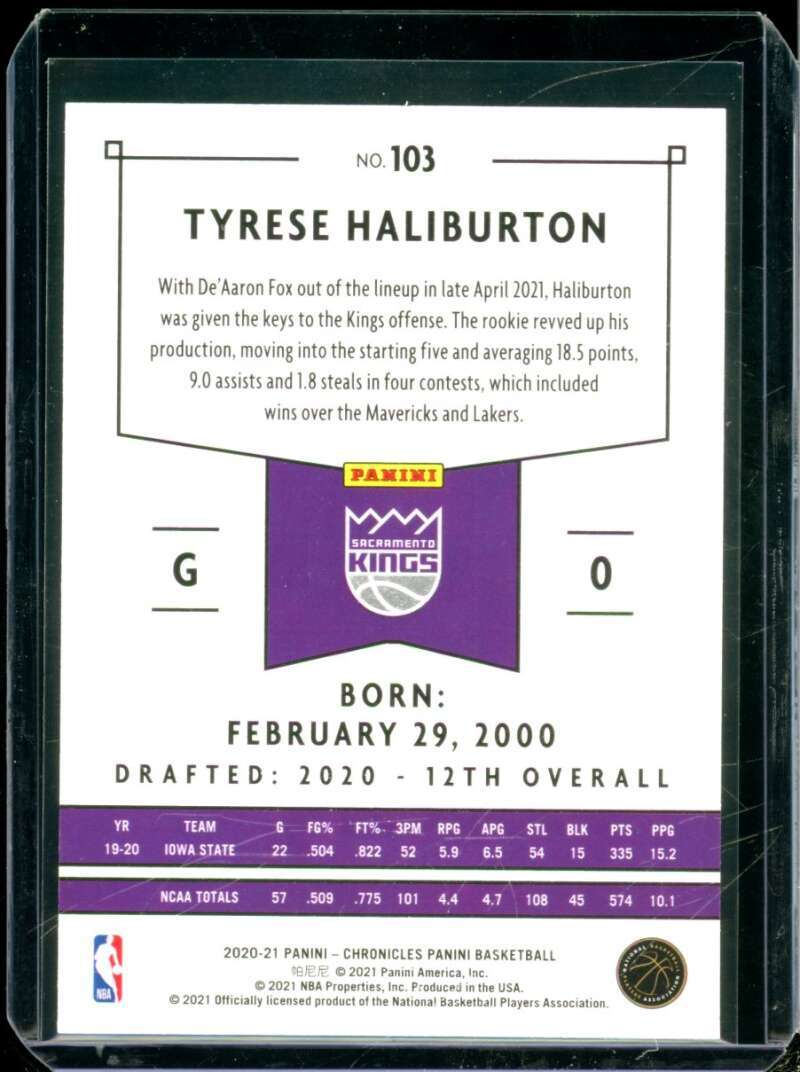 NO. 103
TYRESE HALIBURTON
With De'Aaron Fox out of the lineup in late April 2021, Haliburton
was given the keys to the Kings offense. The rookie revved up his
production, moving into the starting five and averaging 18.5 points,
9.0 assists and 1.8 steals in four contests, which included
wins over the Mavericks and Lakers.
PANINI
SACRAMENTO
KINGS
G
0
BORN:
FEBRUARY 29, 2000
DRAFTED: 2020 - 12TH OVERALL
YR TEAM G FG% FT% 3PM RPG APG STL BLK PTS PPG
19-20 IOWA STATE 22 .504 .822 52 5.9 6.5 54 15 335 15.2
NCAA TOTALS 57 .509 .775 101 4.4 4.7 108 45 574 10.1
2020-21 PANINI – CHRONICLES PANINI BASKETBALL
帕尼尼 © 2021 Panini America, Inc.
© 2021 NBA Properties, Inc. Produced in the USA.
© 2021 Officially licensed product of the National Basketball Players Association.
NBA
NATIONAL BASKETBALL
PLAYERS ASSOCIATION